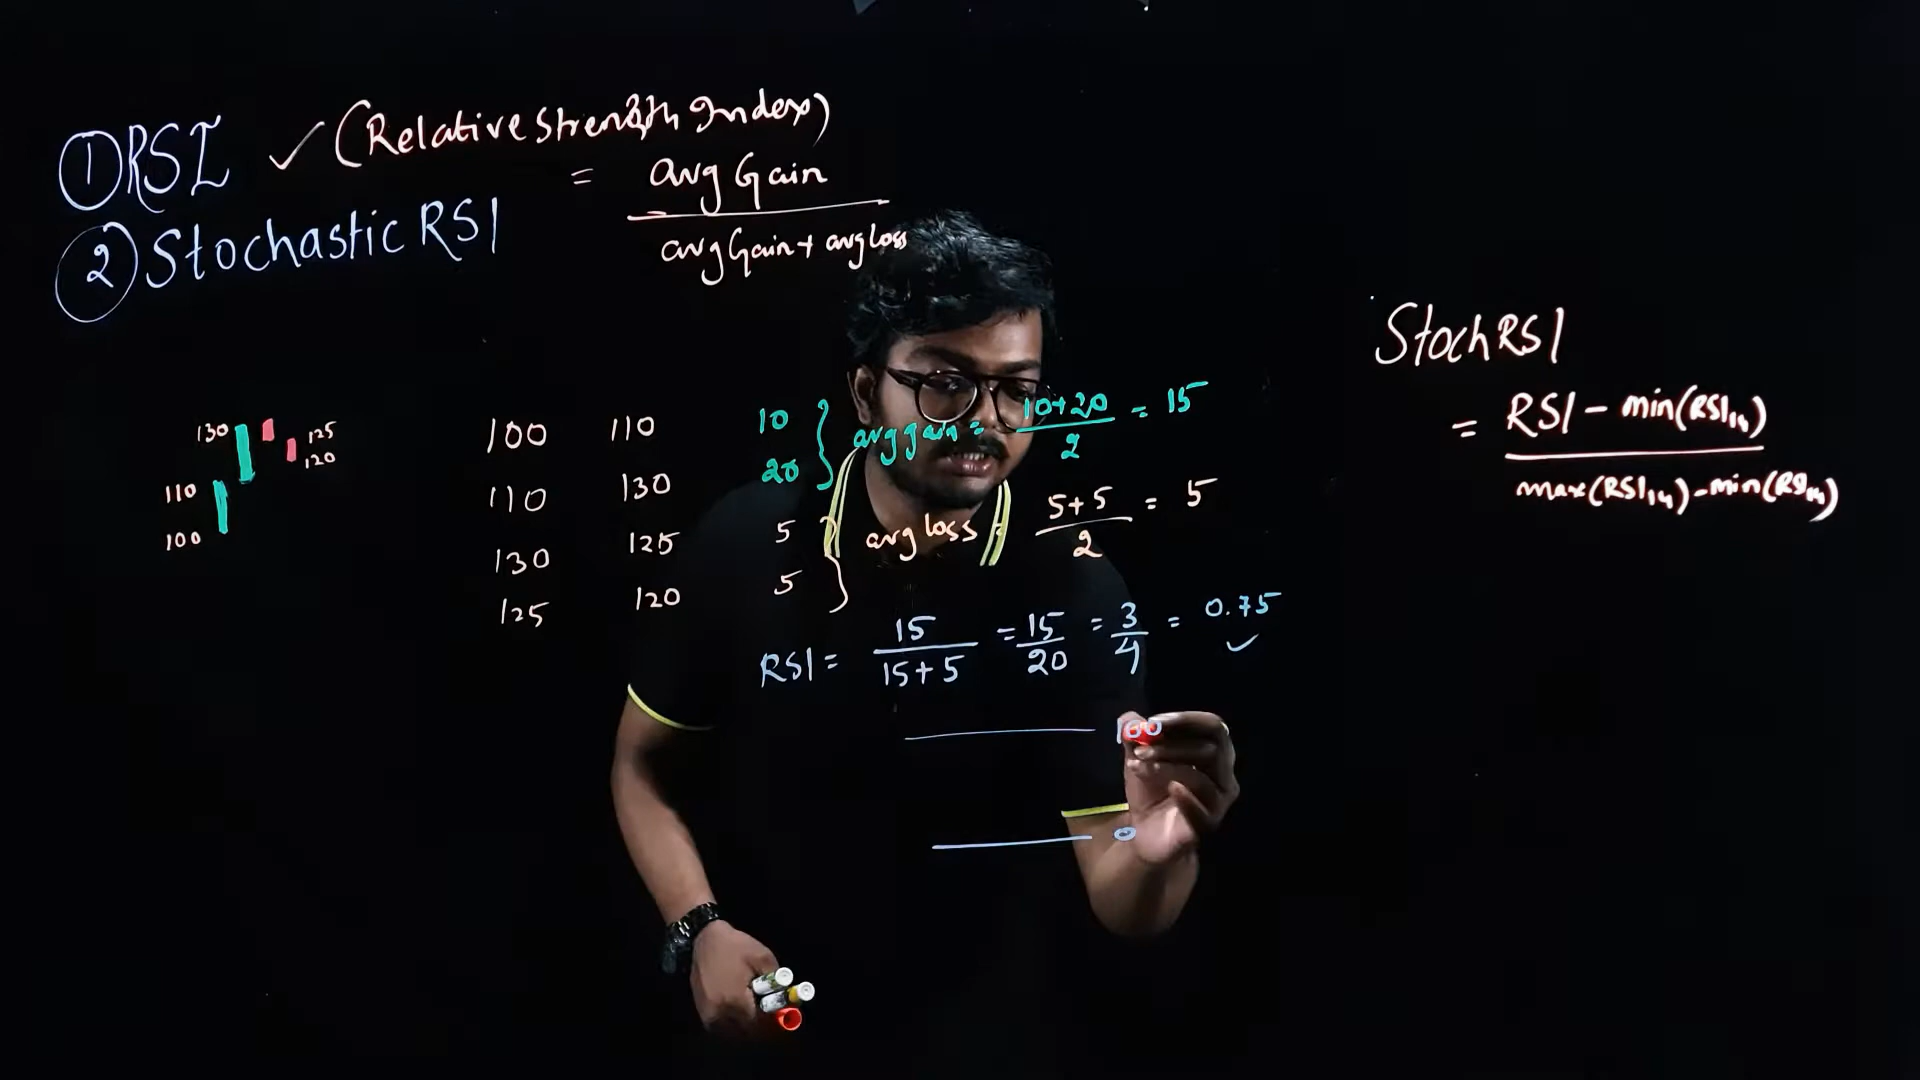 ① RSI ✓ (Relative Strength Index)
= avg Gain
avg Gain + avg loss
② Stochastic RSI
StochRSI
= RSI - min(RSI14)
max(RSI14) - min(RSI14)
130
125
120
110
100
100 110 10
110 130 20
130 125 5
125 120 5
avg gain = 10+20 = 15
2
avg loss = 5+5 = 5
2
RSI = 15 = 15 = 3 = 0.75 ✓
15+5 20 4
100
0